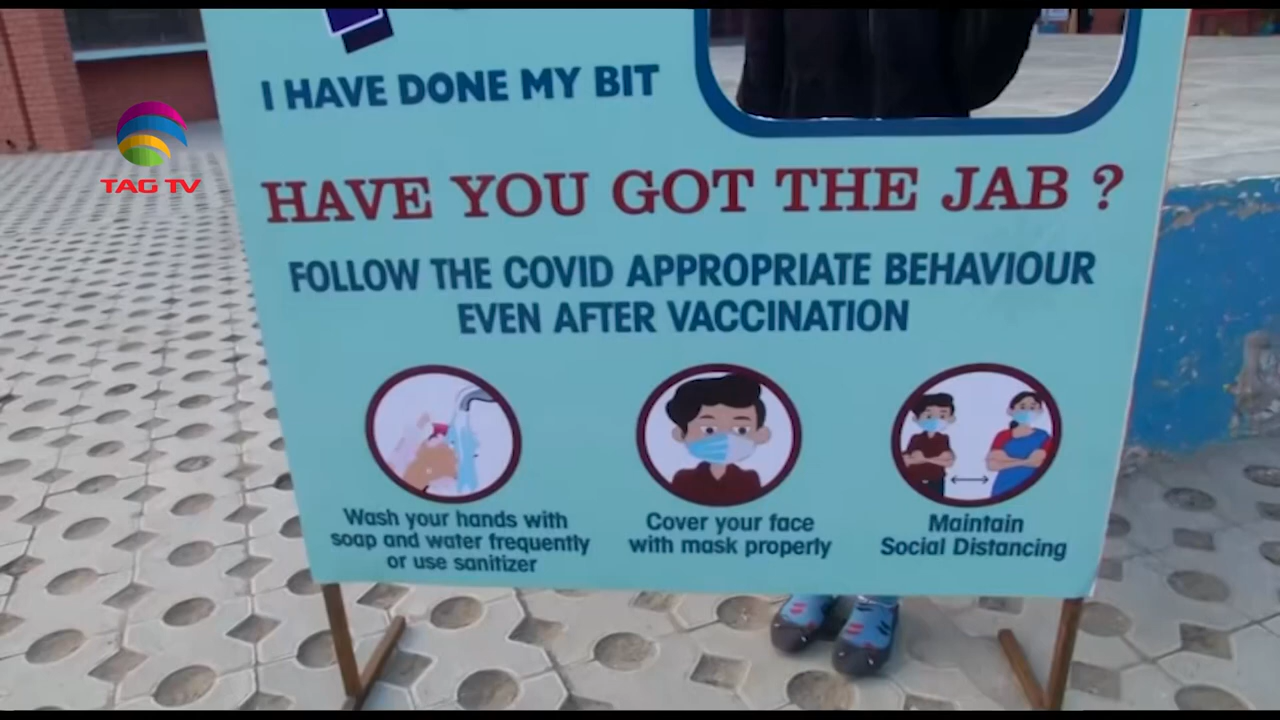 I HAVE DONE MY BIT
TAG TV
HAVE YOU GOT THE JAB ?
FOLLOW THE COVID APPROPRIATE BEHAVIOUR
EVEN AFTER VACCINATION
Wash your hands with
soap and water frequently
or use sanitizer
Cover your face
with mask properly
Maintain
Social Distancing